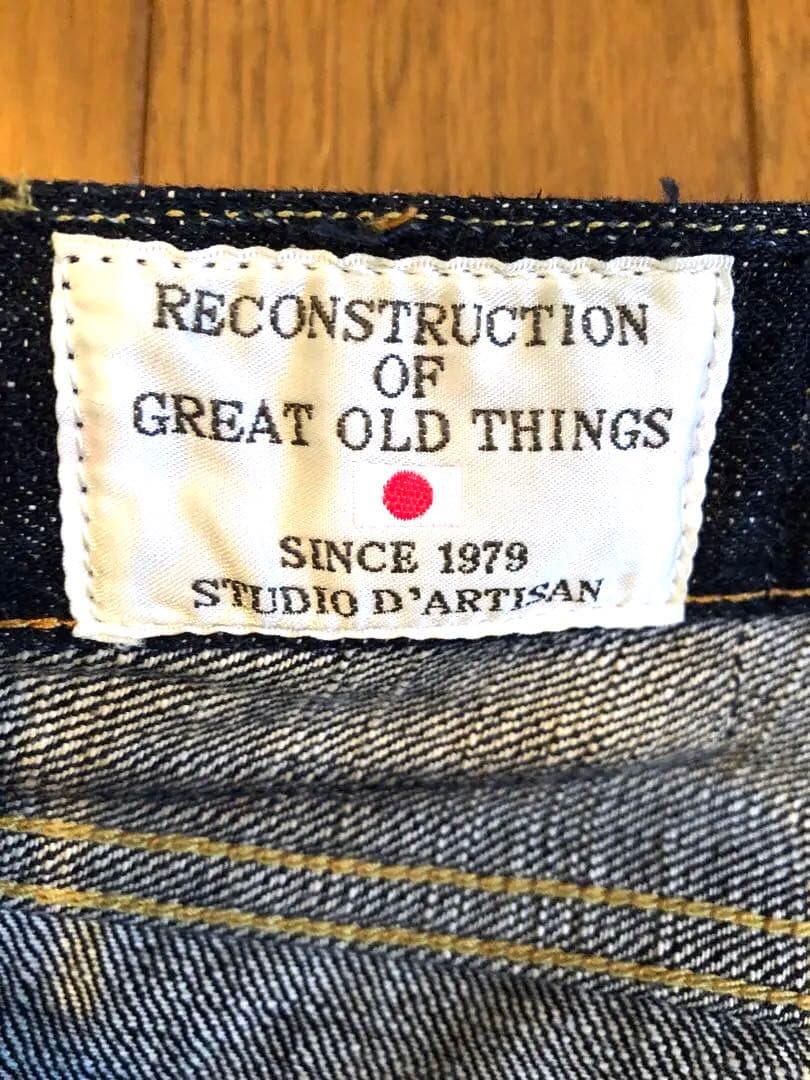 RECONSTRUCTION
OF
GREAT OLD THINGS
SINCE 1979
STUDIO D'ARTISAN